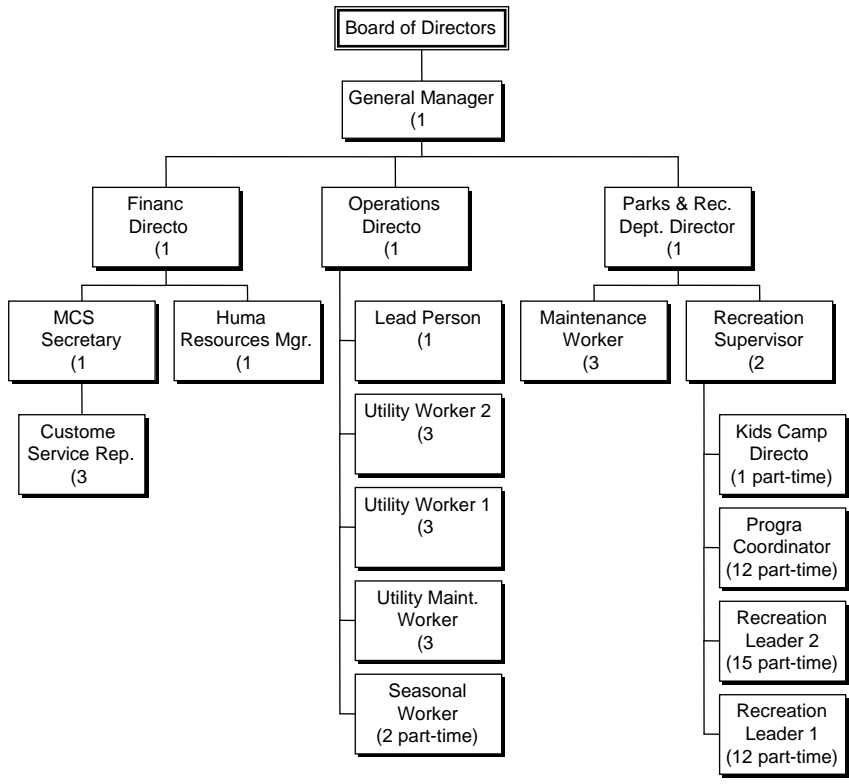 Board of Directors
General Manager
(1
Financ
Directo
(1
Operations
Directo
(1
Parks & Rec.
Dept. Director
(1
MCS
Secretary
(1
Huma
Resources Mgr.
(1
Lead Person
(1
Maintenance
Worker
(3
Recreation
Supervisor
(2
Custome
Service Rep.
(3
Utility Worker 2
(3
Utility Worker 1
(3
Utility Maint.
Worker
(3
Seasonal
Worker
(2 part-time)
Kids Camp
Directo
(1 part-time)
Progra
Coordinator
(12 part-time)
Recreation
Leader 2
(15 part-time)
Recreation
Leader 1
(12 part-time)